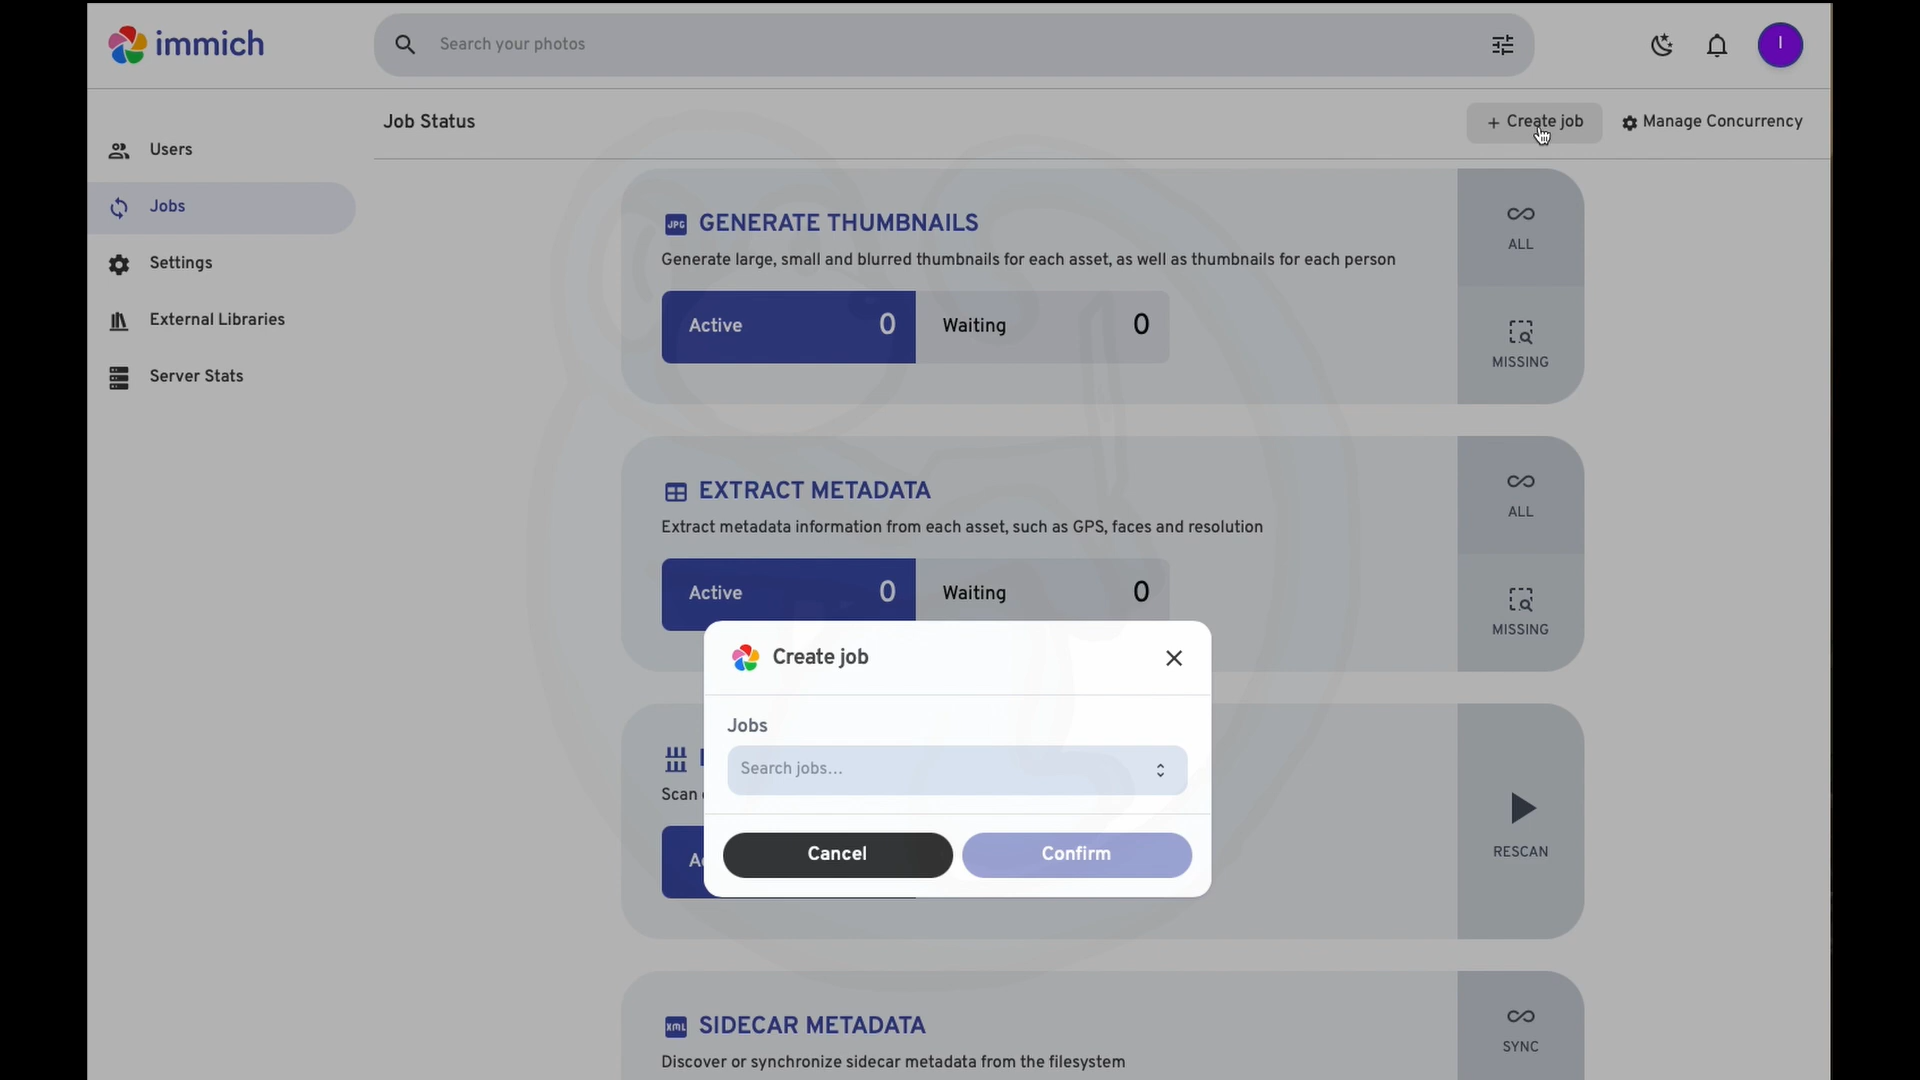 immich
Search your photos
I
Job Status
Create job
Manage Concurrency
Users
Jobs
Settings
External Libraries
Server Stats
JPG
GENERATE THUMBNAILS
Generate large, small and blurred thumbnails for each asset, as well as thumbnails for each person
Active 0
Waiting 0
ALL
MISSING
EXTRACT METADATA
Extract metadata information from each asset, such as GPS, faces and resolution
Active 0
Waiting 0
ALL
MISSING
Create job
Jobs
Search jobs...
Cancel
Confirm
Scan
RESCAN
XML
SIDECAR METADATA
Discover or synchronize sidecar metadata from the filesystem
SYNC